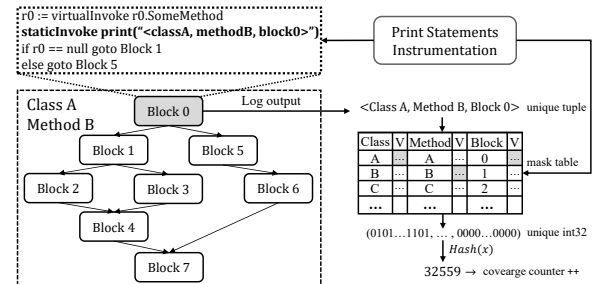 r0 := virtualInvoke r0.SomeMethod
staticInvoke print("<classA, methodB, block0>")
if r0 == null goto Block 1
else goto Block 5
Print Statements
Instrumentation
Class A
Method B
Block 0
Log output
<Class A, Method B, Block 0> unique tuple
Block 1
Block 5
Block 2
Block 3
Block 6
Block 4
Block 7
Class V Method V Block V
A ... A ... 0 ...
B ... B ... 1 ...
C ... C ... 2 ...
... ... ...
mask table
(0101…1101, … , 0000…0000) unique int32
Hash(x)
32559 → covearge counter ++